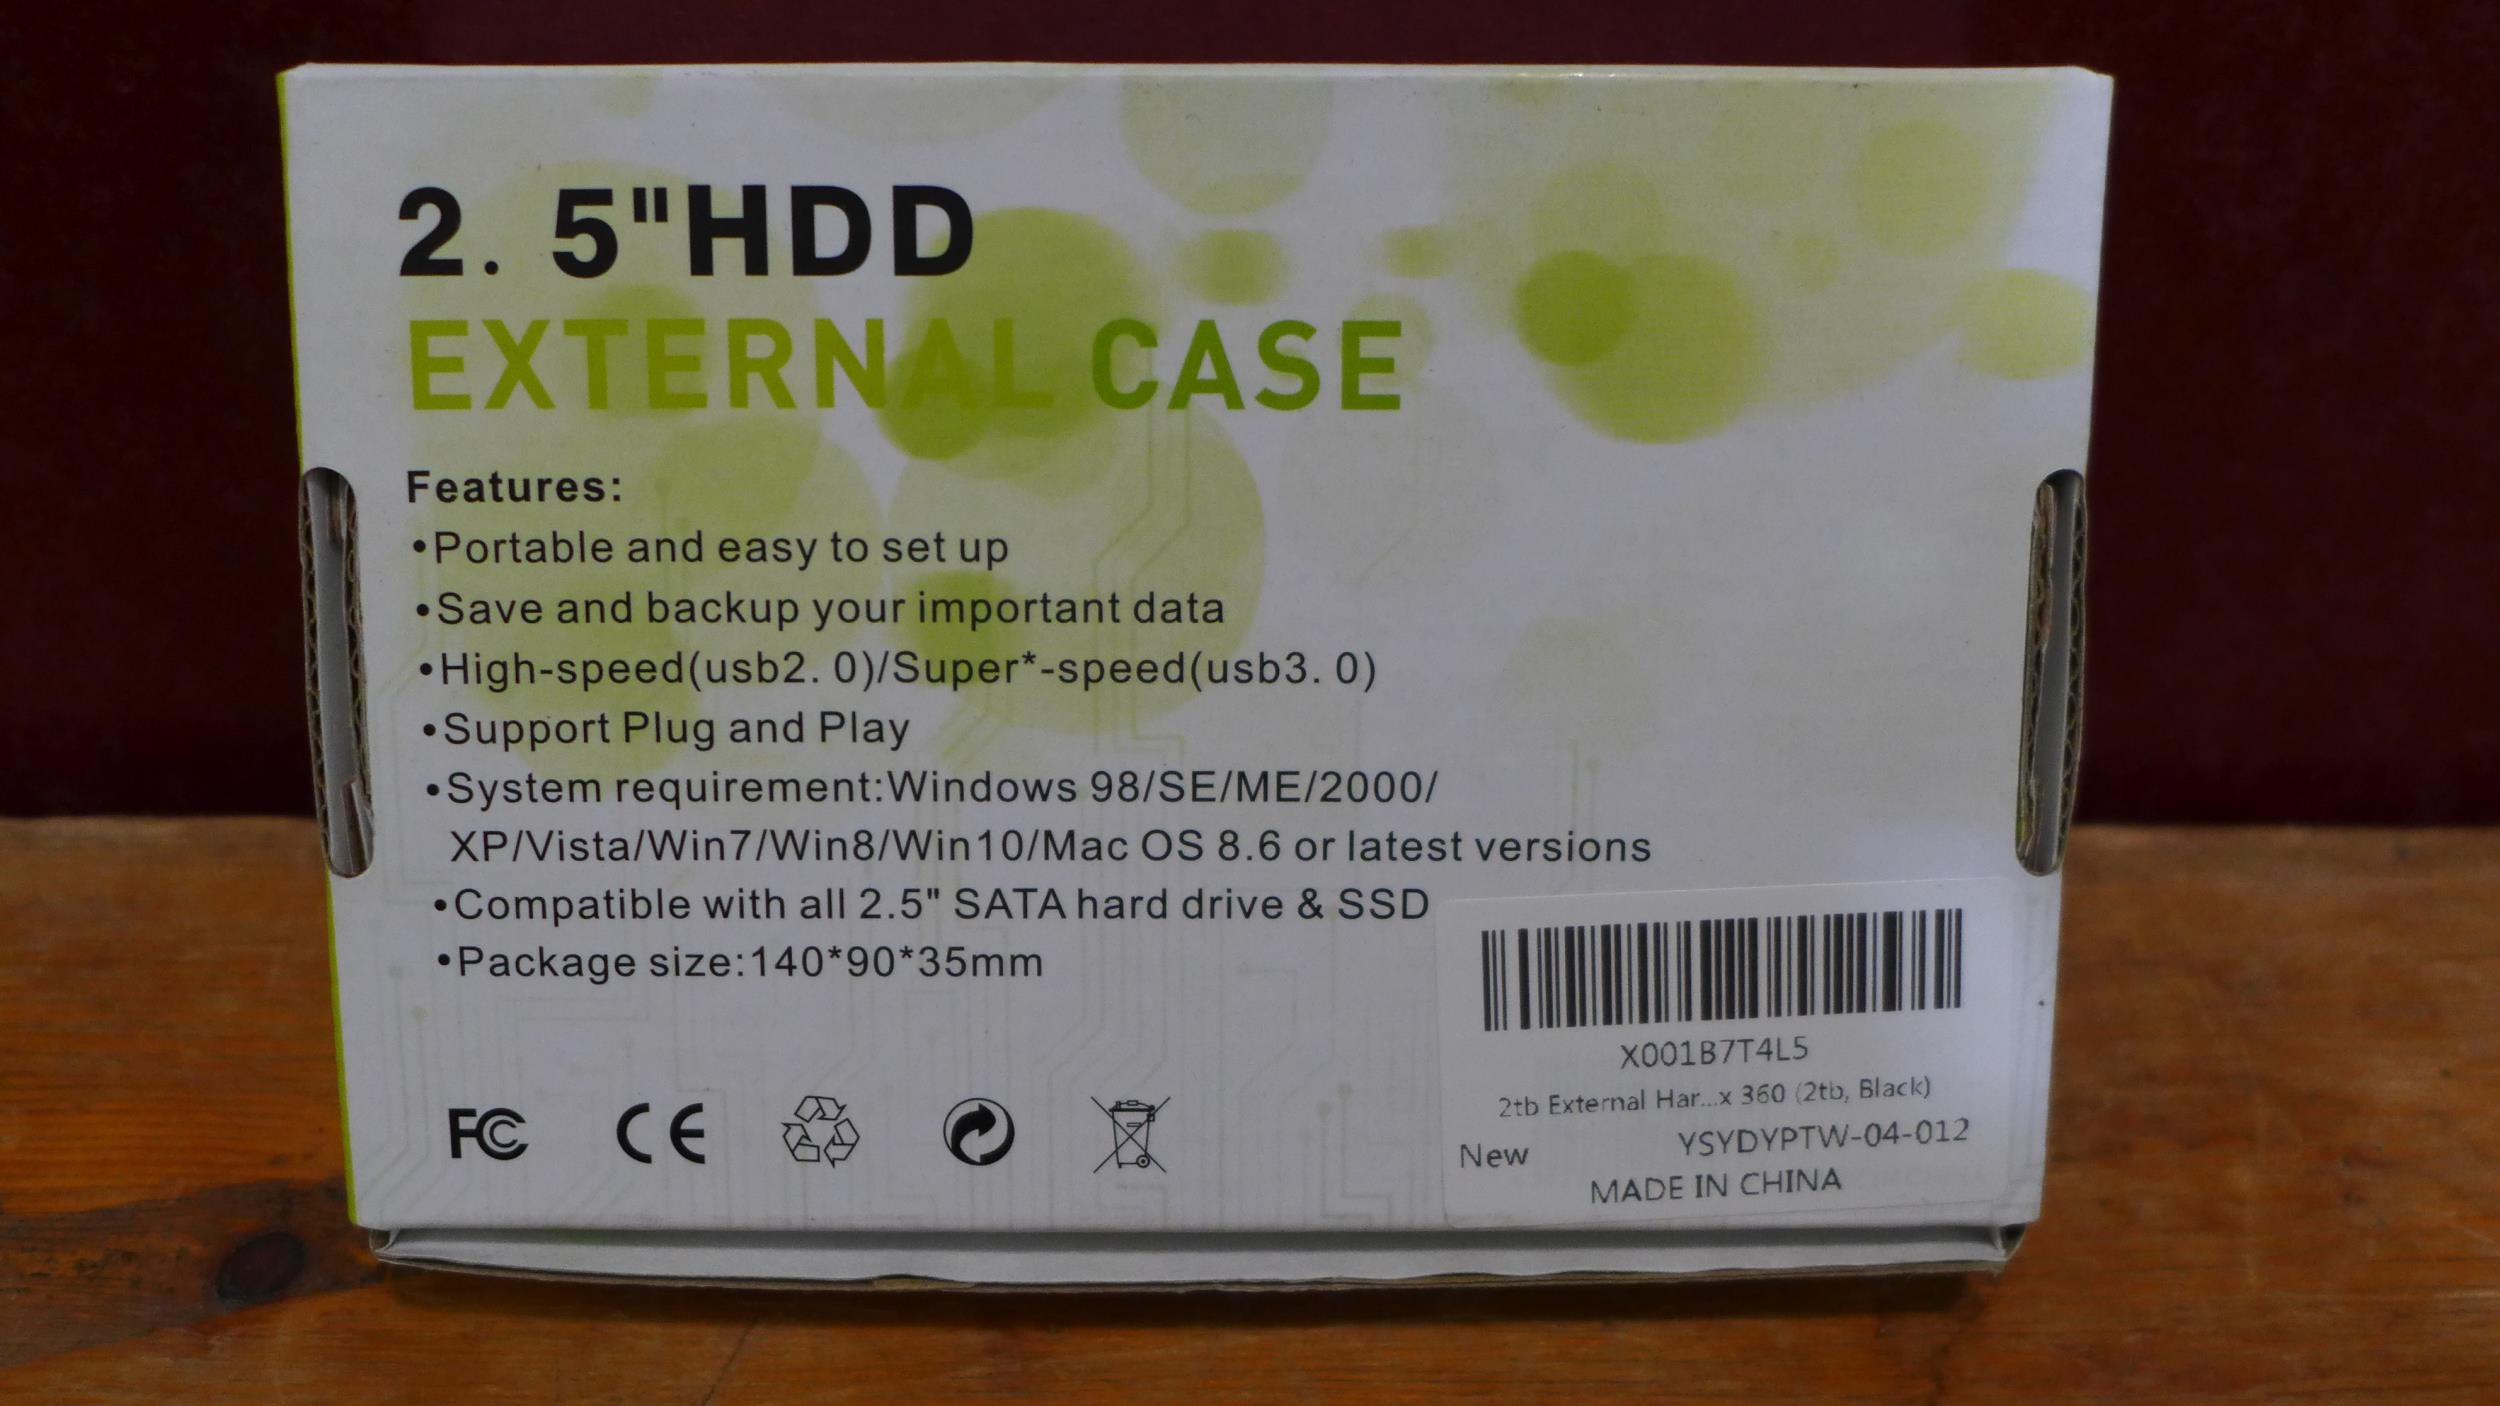 2. 5"HDD
EXTERNAL CASE
Features:
•Portable and easy to set up
•Save and backup your important data
•High-speed(usb2. 0)/Super*-speed(usb3. 0)
•Support Plug and Play
•System requirement:Windows 98/SE/ME/2000/
XP/Vista/Win7/Win8/Win10/Mac OS 8.6 or latest versions
•Compatible with all 2.5" SATA hard drive & SSD
•Package size:140*90*35mm
FC CE
X001B7T4L5
2tb External Har...x 360 (2tb, Black)
New YSYDYPTW-04-012
MADE IN CHINA